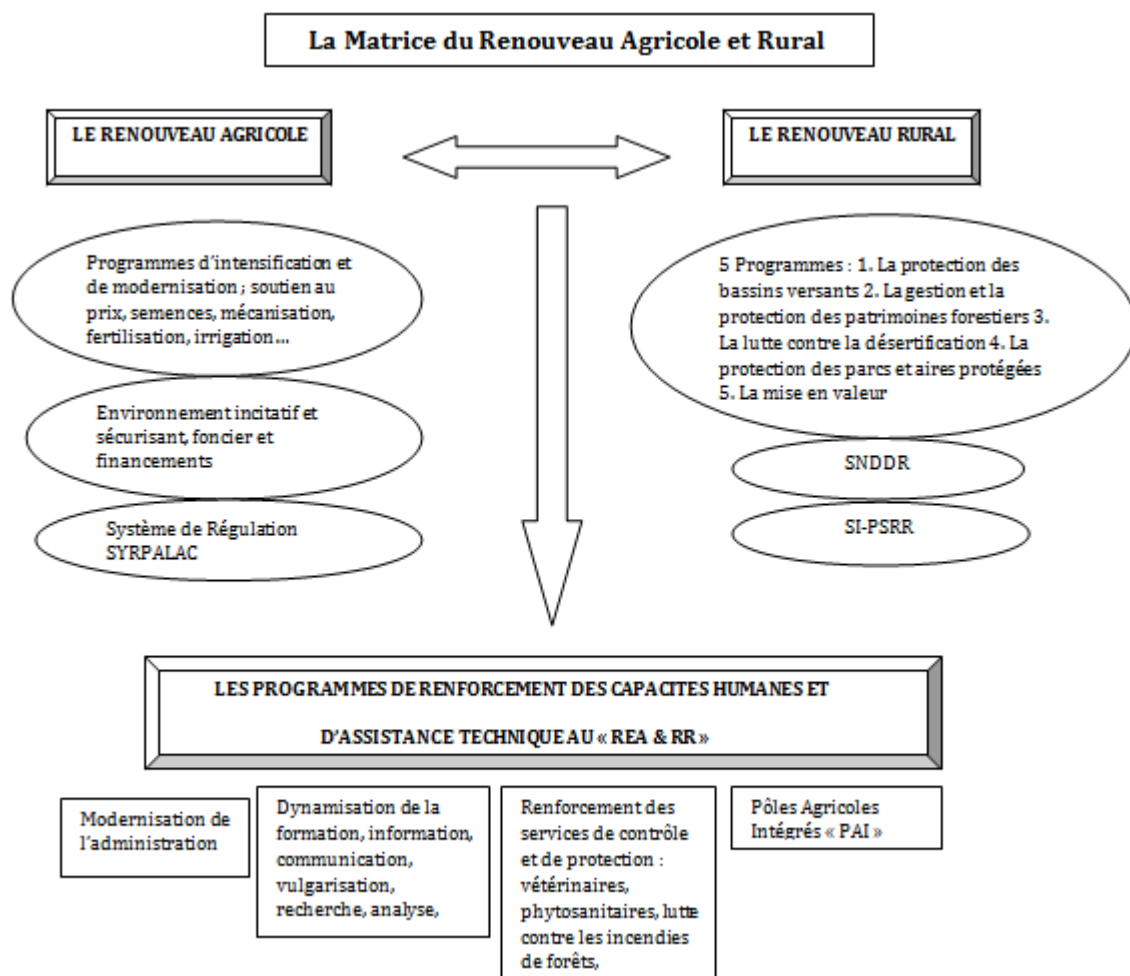 La Matrice du Renouveau Agricole et Rural
LE RENOUVEAU AGRICOLE
LE RENOUVEAU RURAL
Programmes d'intensification et
de modernisation ; soutien au
prix, semences, mécanisation,
fertilisation, irrigation...
Environnement incitatif et
sécurisant, foncier et
financements
Système de Régulation
SYRPALAC
5 Programmes : 1. La protection des
bassins versants 2. La gestion et la
protection des patrimoines forestiers 3.
La lutte contre la désertification 4. La
protection des parcs et aires protégées
5. La mise en valeur
SNDDR
SI-PSRR
LES PROGRAMMES DE RENFORCEMENT DES CAPACITES HUMANES ET
D'ASSISTANCE TECHNIQUE AU « REA & RR »
Modernisation de
l'administration
Dynamisation de la
formation, information,
communication,
vulgarisation,
recherche, analyse,
Renforcement des
services de contrôle
et de protection :
vétérinaires,
phytosanitaires, lutte
contre les incendies
de forêts,
Pôles Agricoles
Intégrés « PAI »